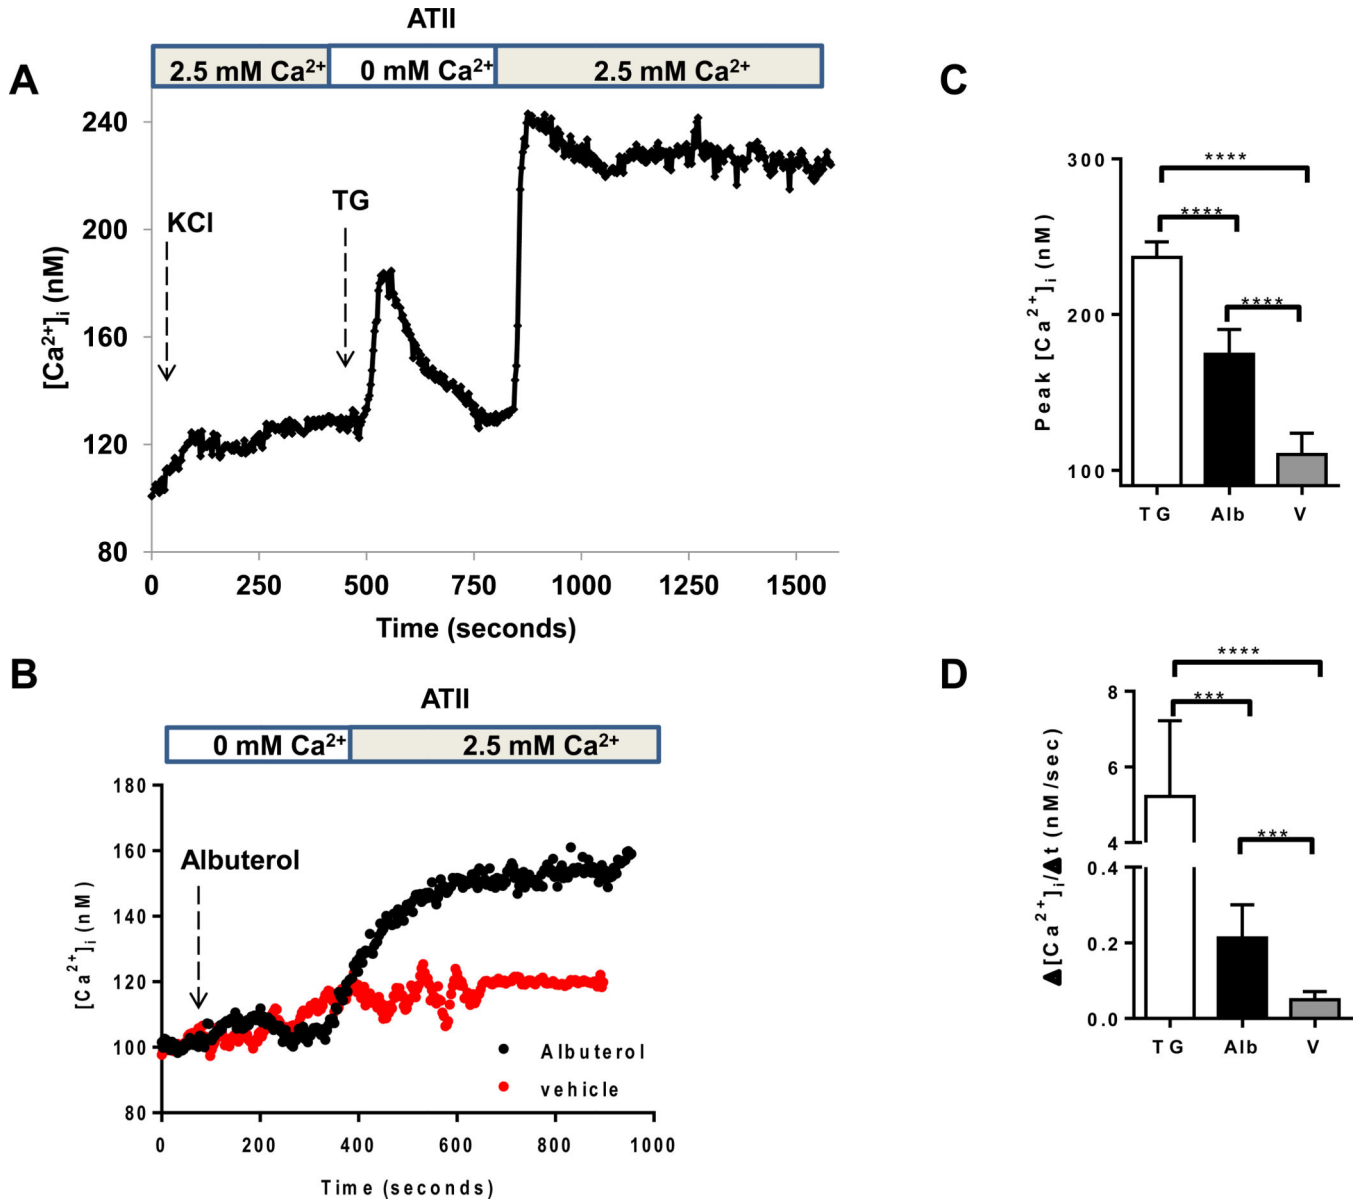 ATII
A
2.5 mM Ca²⁺ 0 mM Ca²⁺ 2.5 mM Ca²⁺
240
200
160
120
80
[Ca²⁺]ᵢ (nM)
KCl
TG
0 250 500 750 1000 1250 1500
Time (seconds)
B
ATII
0 mM Ca²⁺ 2.5 mM Ca²⁺
180
160
140
120
100
80
[Ca²⁺]ᵢ (nM)
Albuterol
Albuterol
vehicle
0 200 400 600 800 1000
Time (seconds)
C
300
200
100
Peak [Ca²⁺]ᵢ (nM)
****
****
****
TG Alb V
D
8
6
4
0.4
0.2
0.0
Δ[Ca²⁺]ᵢ/Δt (nM/sec)
****
***
***
TG Alb V